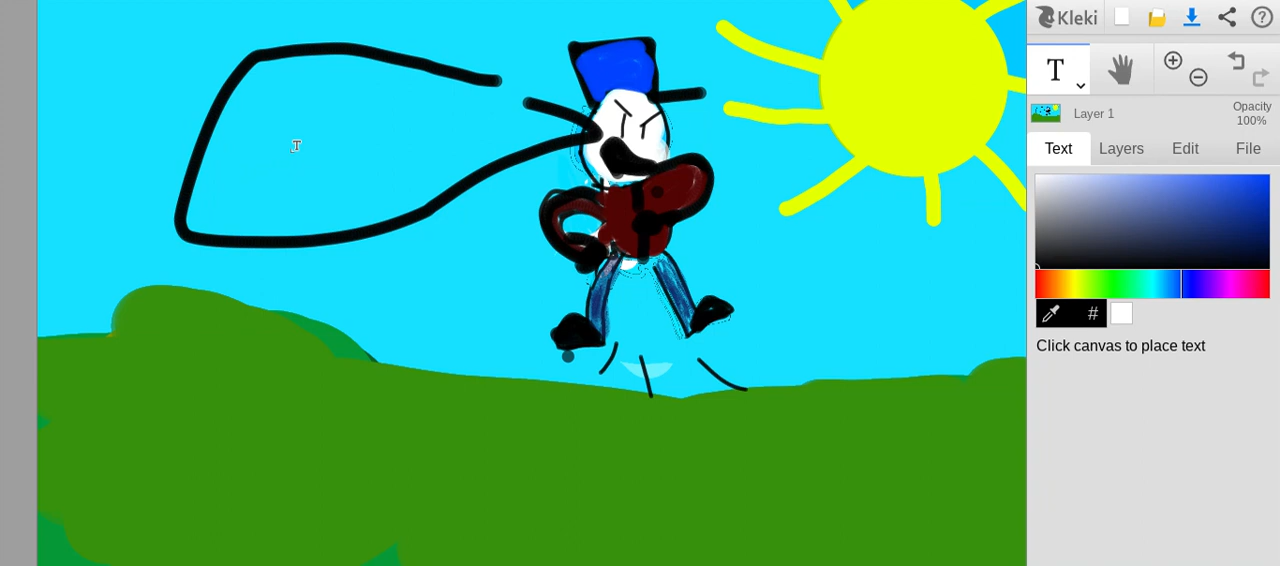 Kleki
T
Layer 1
Opacity
100%
Text Layers Edit File
#
Click canvas to place text